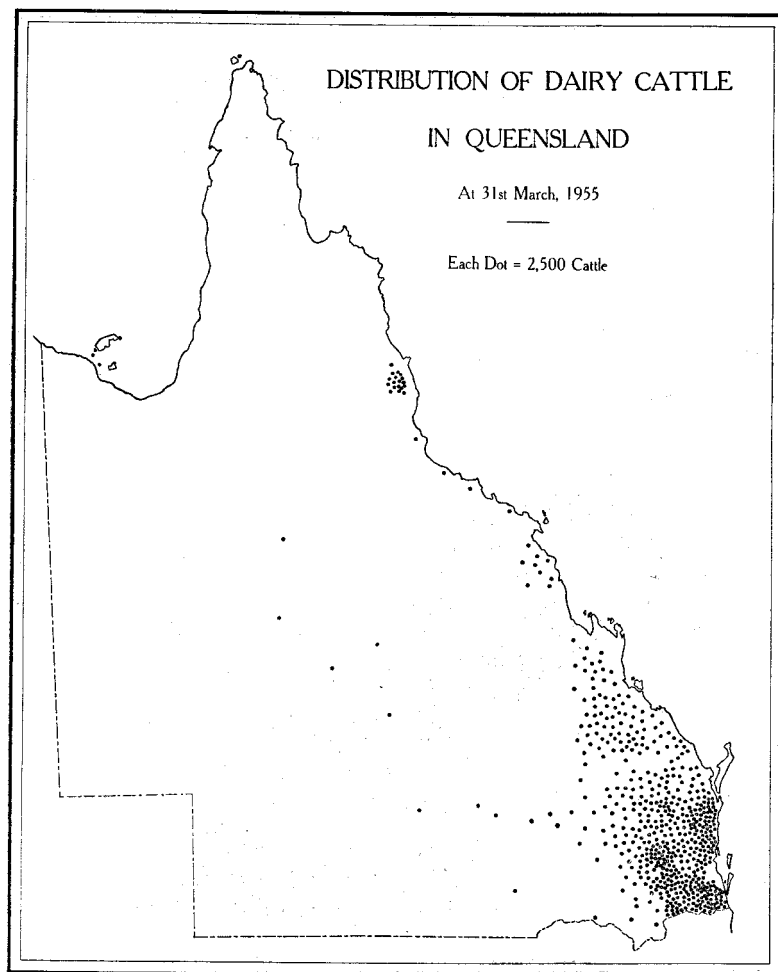 DISTRIBUTION OF DAIRY CATTLE
IN QUEENSLAND
At 31st March, 1955
Each Dot = 2,500 Cattle